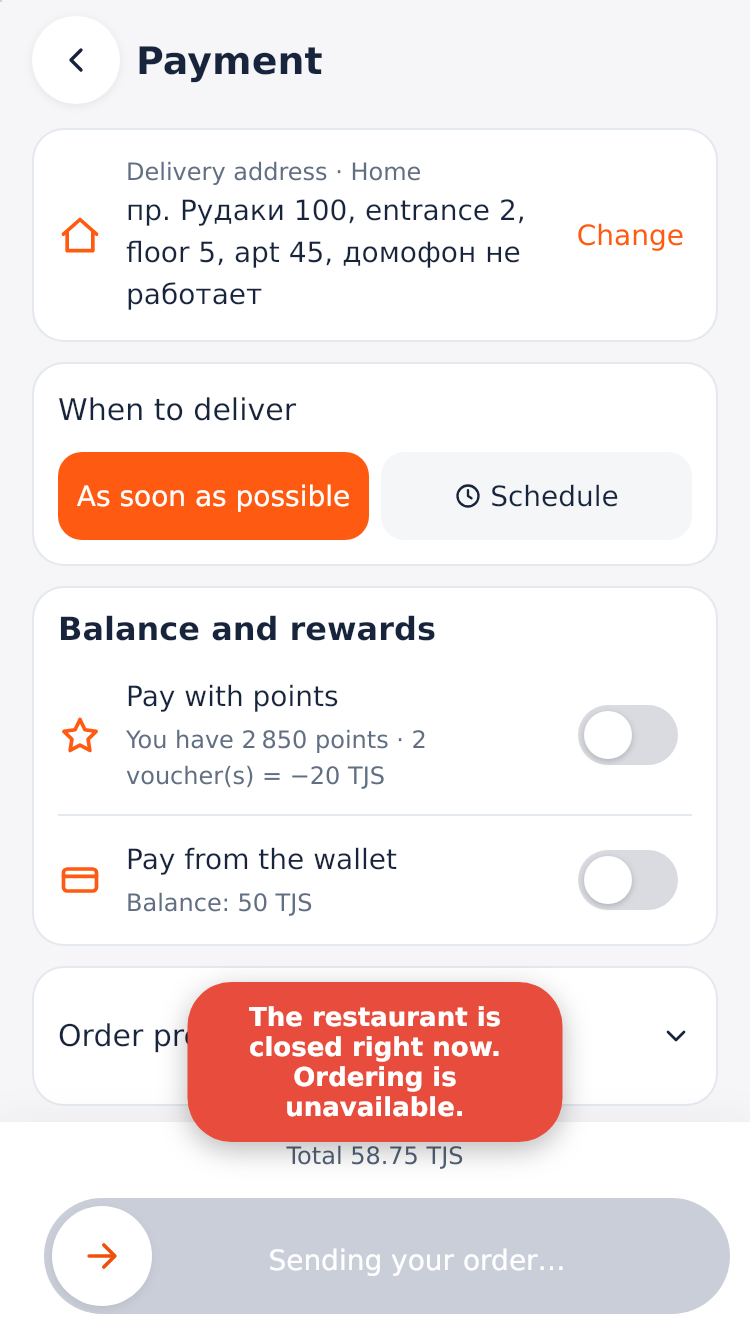 Payment
Delivery address · Home
пр. Рудаки 100, entrance 2,
floor 5, apt 45, домофон не
работает
Change
When to deliver
As soon as possible
Schedule
Balance and rewards
Pay with points
You have 2 850 points · 2
voucher(s) = −20 TJS
Pay from the wallet
Balance: 50 TJS
Order
The restaurant is
closed right now.
Ordering is
unavailable.
Total 58.75 TJS
Sending your order...